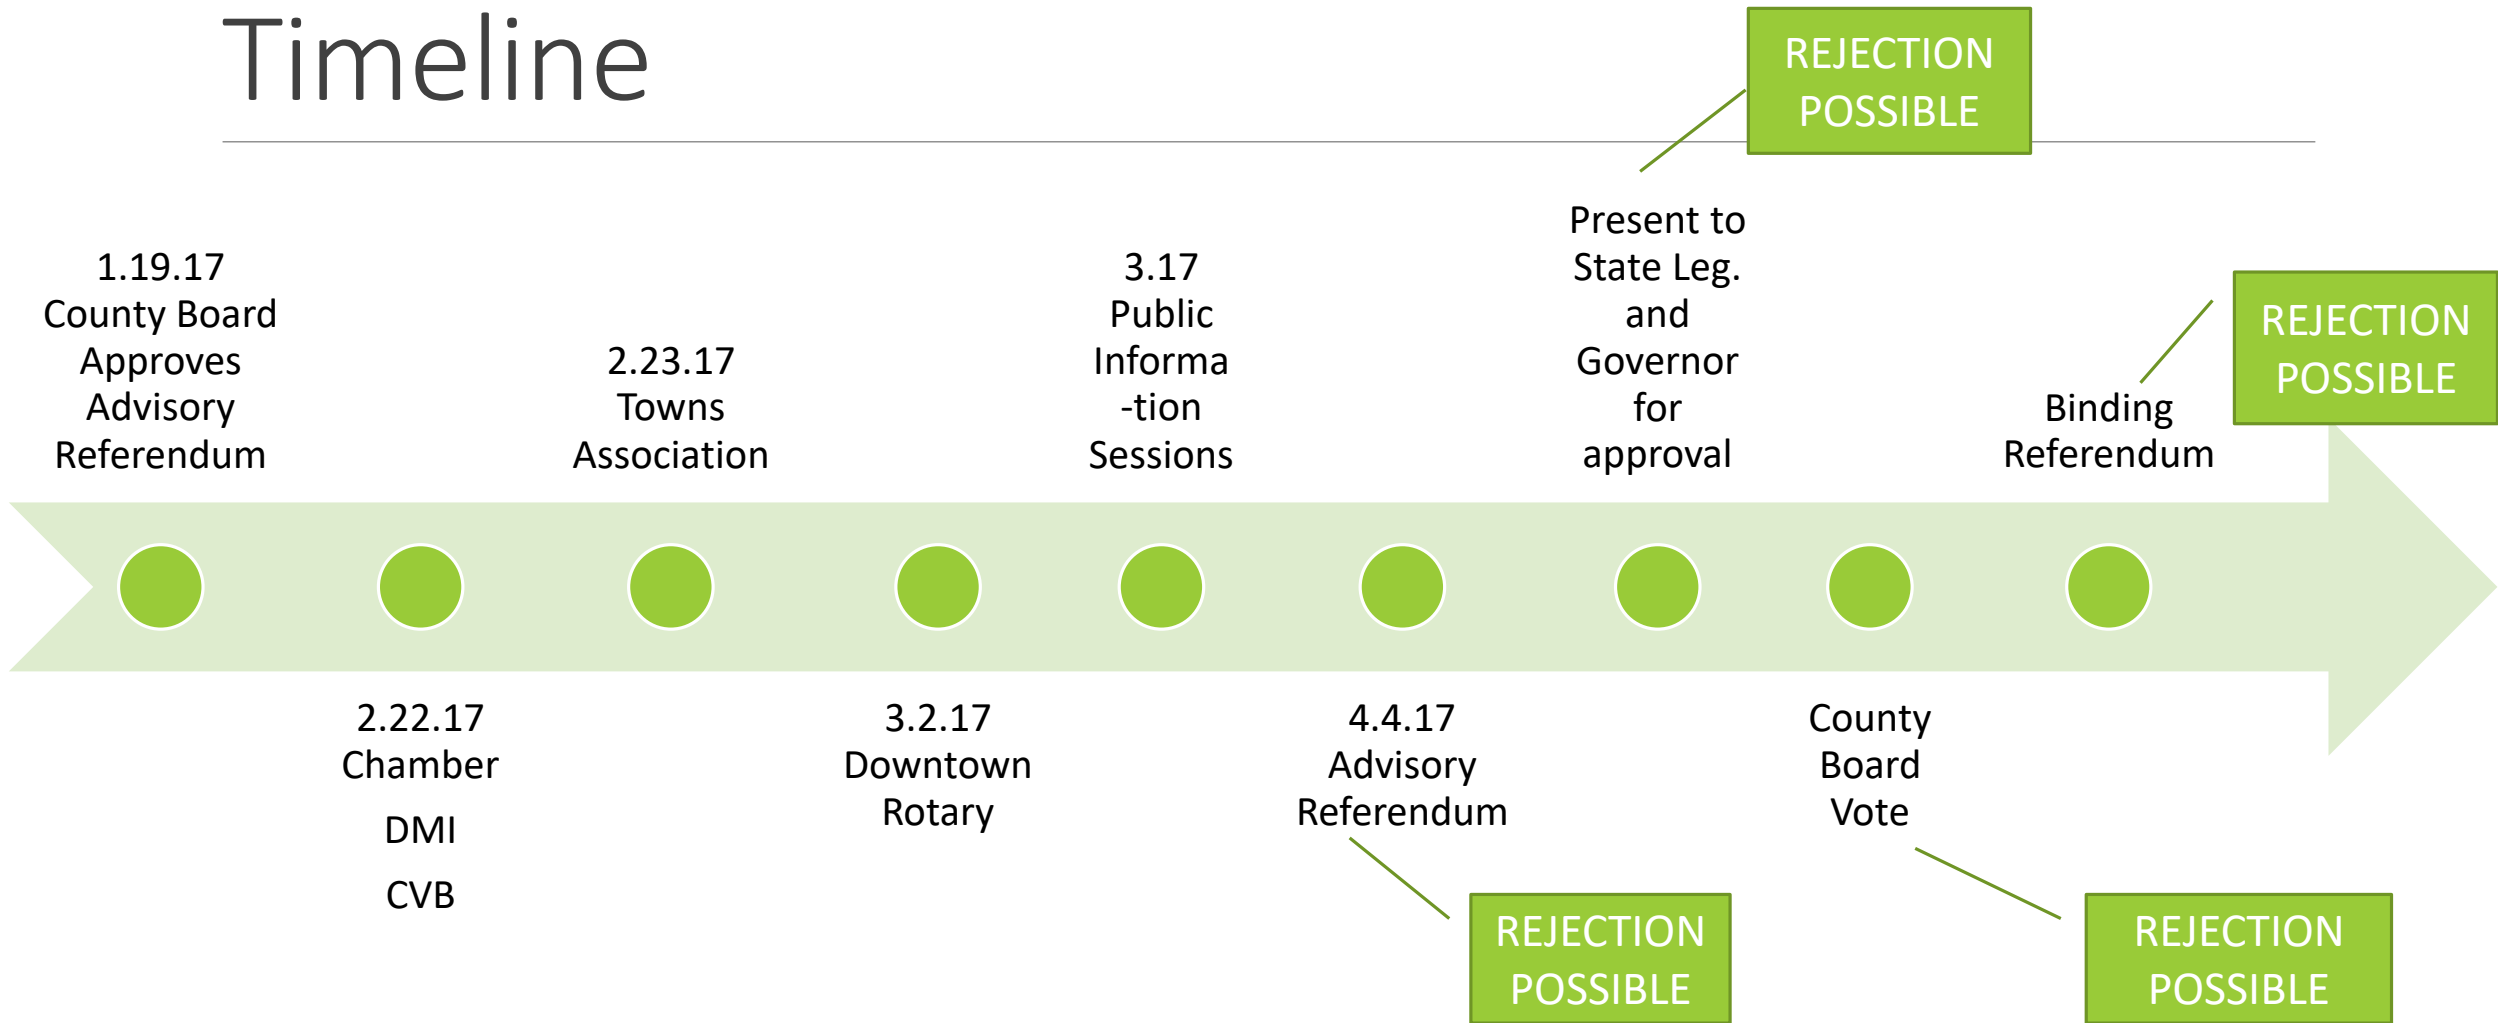 Timeline
REJECTION
POSSIBLE
1.19.17
County Board
Approves
Advisory
Referendum
2.22.17
Chamber
DMI
CVB
2.23.17
Towns
Association
3.2.17
Downtown
Rotary
3.17
Public
Informa
-tion
Sessions
4.4.17
Advisory
Referendum
REJECTION
POSSIBLE
Present to
State Leg.
and
Governor
for
approval
County
Board
Vote
REJECTION
POSSIBLE
Binding
Referendum
REJECTION
POSSIBLE